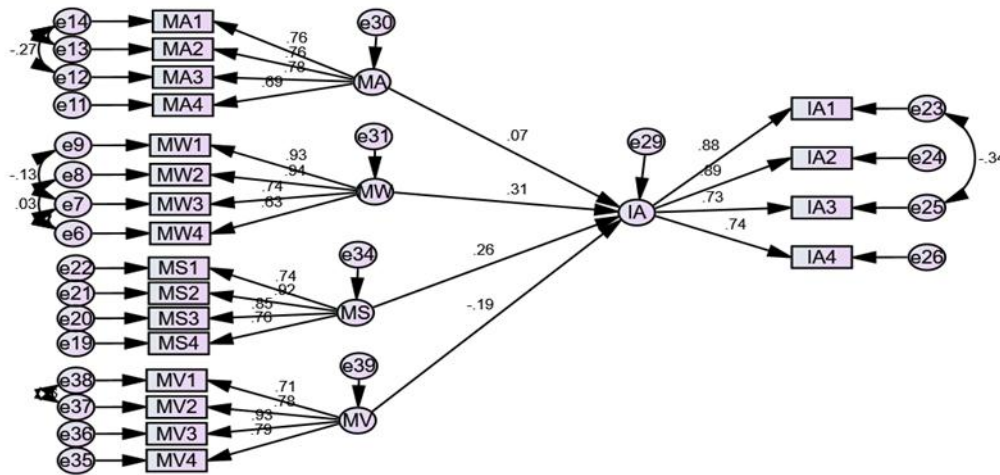 e14 MA1
e13 MA2
e12 MA3
e11 MA4
-.27
.76
.76
.78
.69
e30
MA
.07
e9 MW1
e8 MW2
e7 MW3
e6 MW4
-.13
.03
.93
.94
.74
.63
e31
MW
.31
e22 MS1
e21 MS2
e20 MS3
e19 MS4
.74
.92
.85
.70
e34
MS
.26
e38 MV1
e37 MV2
e36 MV3
e35 MV4
.71
.78
.93
.79
e39
MV
-.19
e29
IA
.88
.89
.73
.74
IA1 e23
IA2 e24
IA3 e25
IA4 e26
-.34